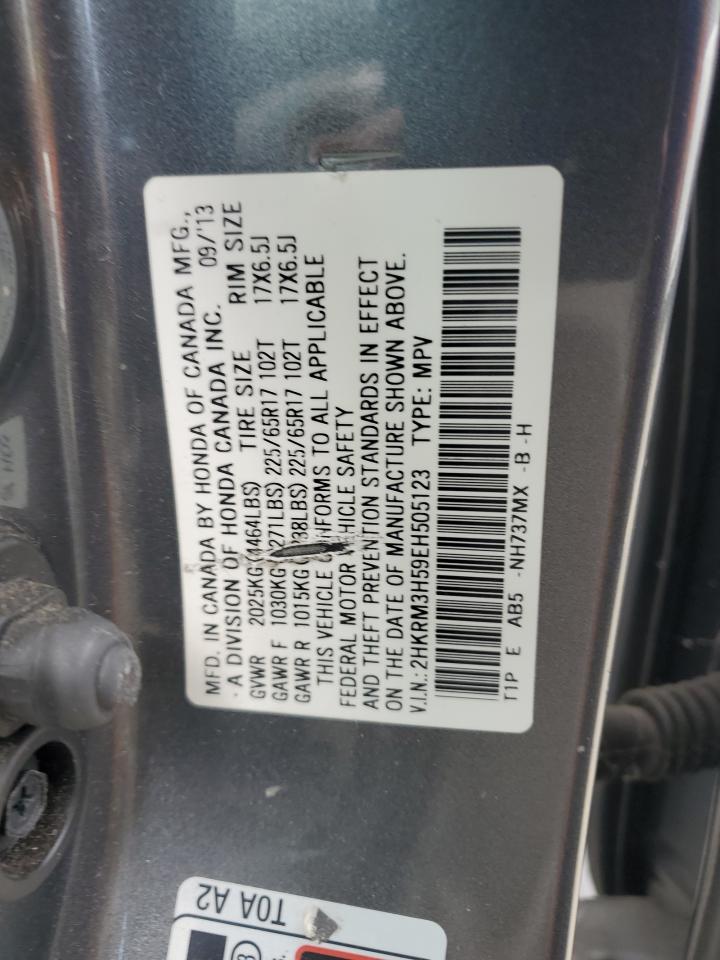 MFD. IN CANADA BY HONDA OF CANADA MFG.,
A DIVISION OF HONDA CANADA INC. 09/'13
GVWR 2025KG(4464LBS) TIRE SIZE RIM SIZE
GAWR F 1030KG 271LBS) 225/65R17 102T 17X6.5J
GAWR R 1015KG 38LBS) 225/65R17 102T 17X6.5J
THIS VEHICLE CONFORMS TO ALL APPLICABLE
FEDERAL MOTOR VEHICLE SAFETY
AND THEFT PREVENTION STANDARDS IN EFFECT
ON THE DATE OF MANUFACTURE SHOWN ABOVE.
V.I.N.: 2HKRM3H59EH505123 TYPE: MPV
T1P E AB5 -NH737MX -B -H
TOA A2